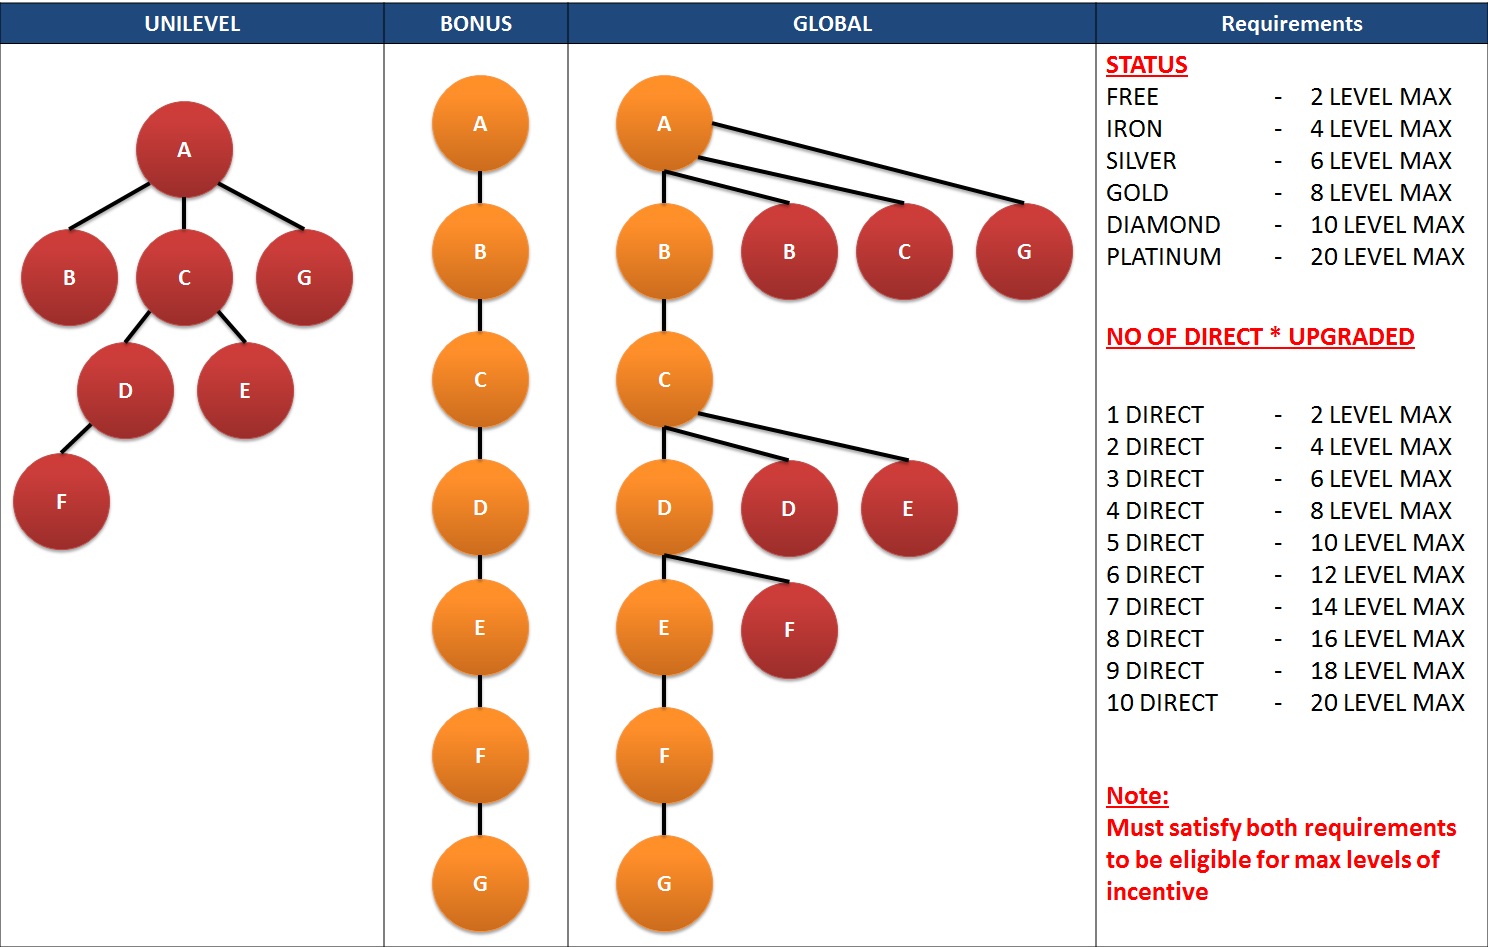 UNILEVEL
A
B C G
D E
F
BONUS
A
B
C
D
E
F
G
GLOBAL
A
B B C G
C
D D E
E F
F
G
Requirements
STATUS
FREE - 2 LEVEL MAX
IRON - 4 LEVEL MAX
SILVER - 6 LEVEL MAX
GOLD - 8 LEVEL MAX
DIAMOND - 10 LEVEL MAX
PLATINUM - 20 LEVEL MAX
NO OF DIRECT * UPGRADED
1 DIRECT - 2 LEVEL MAX
2 DIRECT - 4 LEVEL MAX
3 DIRECT - 6 LEVEL MAX
4 DIRECT - 8 LEVEL MAX
5 DIRECT - 10 LEVEL MAX
6 DIRECT - 12 LEVEL MAX
7 DIRECT - 14 LEVEL MAX
8 DIRECT - 16 LEVEL MAX
9 DIRECT - 18 LEVEL MAX
10 DIRECT - 20 LEVEL MAX
Note:
Must satisfy both requirements
to be eligible for max levels of
incentive